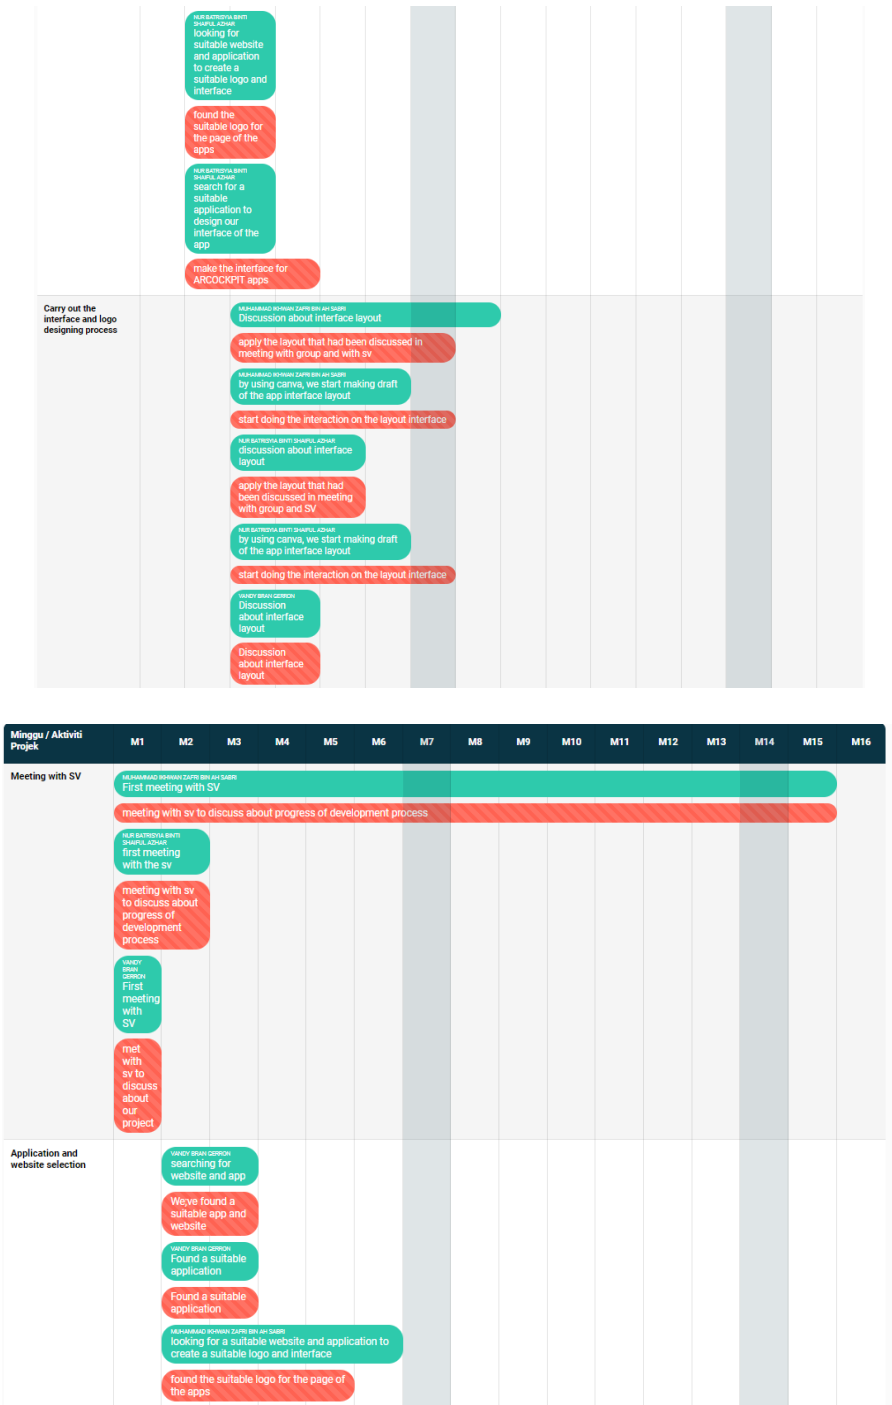 NUR BATRISYIA BINTI
SHAIFUL AZHAR
looking for
suitable website
and application
to create a
suitable logo and
interface
found the
suitable logo for
the page of the
apps
NUR BATRISYIA BINTI
SHAIFUL AZHAR
search for a
suitable
application to
design our
interface of the
app
make the interface for
ARCOCKPIT apps
Carry out the
interface and logo
designing process
MUHAMMAD IKHWAN ZAFRI BIN AH SABRI
Discussion about interface layout
apply the layout that had been discussed in
meeting with group and with sv
MUHAMMAD IKHWAN ZAFRI BIN AH SABRI
by using canva, we start making draft
of the app interface layout
start doing the interaction on the layout interface
NUR BATRISYIA BINTI SHAIFUL AZHAR
discussion about interface
layout
apply the layout that had
been discussed in meeting
with group and SV
NUR BATRISYIA BINTI SHAIFUL AZHAR
by using canva, we start making draft
of the app interface layout
start doing the interaction on the layout interface
VANDY BRAN QERRON
Discussion
about interface
layout
Discussion
about interface
layout
Minggu / Aktiviti
Projek
M1 M2 M3 M4 M5 M6 M7 M8 M9 M10 M11 M12 M13 M14 M15 M16
Meeting with SV
MUHAMMAD IKHWAN ZAFRI BIN AH SABRI
First meeting with SV
meeting with sv to discuss about progress of development process
NUR BATRISYIA BINTI
SHAIFUL AZHAR
first meeting
with the sv
meeting with sv
to discuss about
progress of
development
process
VANDY
BRAN
QERRON
First
meeting
with
SV
met
with
sv to
discuss
about
our
project
Application and
website selection
VANDY BRAN QERRON
searching for
website and app
We;ve found a
suitable app and
website
VANDY BRAN QERRON
Found a suitable
application
Found a suitable
application
MUHAMMAD IKHWAN ZAFRI BIN AH SABRI
looking for a suitable website and application to
create a suitable logo and interface
found the suitable logo for the page of
the apps